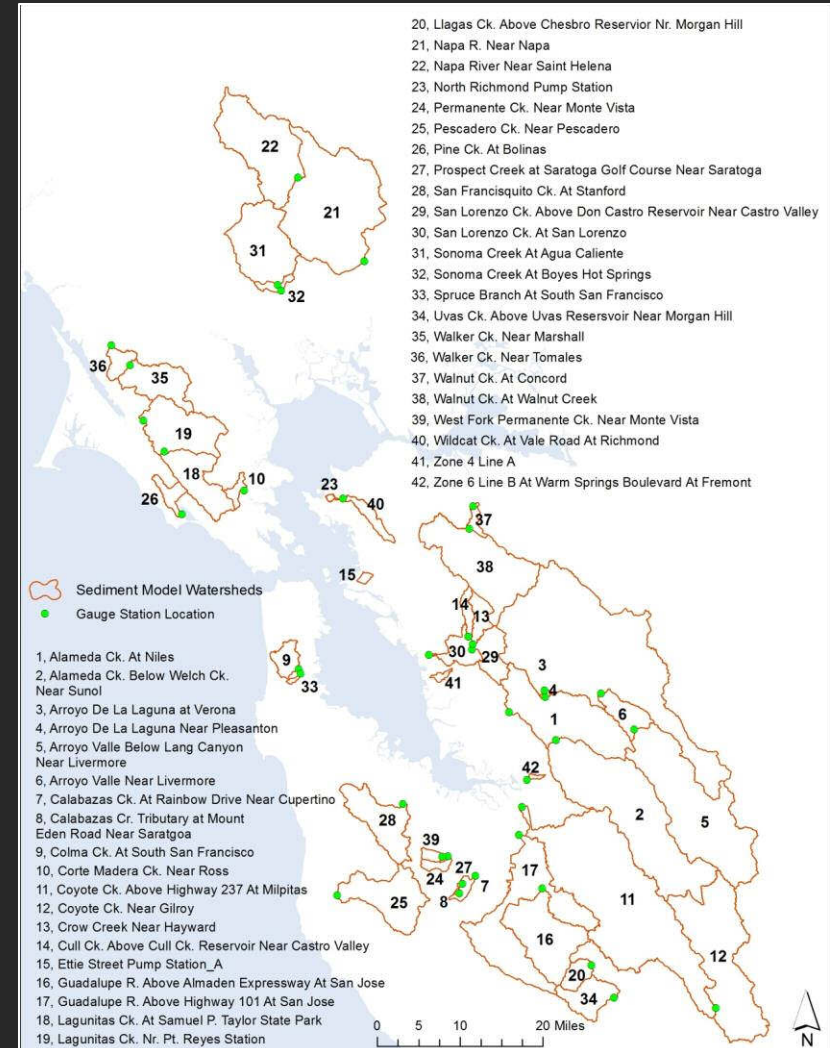 20, Llagas Ck. Above Chesbro Reservior Nr. Morgan Hill
21, Napa R. Near Napa
22, Napa River Near Saint Helena
23, North Richmond Pump Station
24, Permanente Ck. Near Monte Vista
25, Pescadero Ck. Near Pescadero
26, Pine Ck. At Bolinas
27, Prospect Creek at Saratoga Golf Course Near Saratoga
28, San Francisquito Ck. At Stanford
29, San Lorenzo Ck. Above Don Castro Reservoir Near Castro Valley
30, San Lorenzo Ck. At San Lorenzo
31, Sonoma Creek At Agua Caliente
32, Sonoma Creek At Boyes Hot Springs
33, Spruce Branch At South San Francisco
34, Uvas Ck. Above Uvas Resersvoir Near Morgan Hill
35, Walker Ck. Near Marshall
36, Walker Ck. Near Tomales
37, Walnut Ck. At Concord
38, Walnut Ck. At Walnut Creek
39, West Fork Permanente Ck. Near Monte Vista
40, Wildcat Ck. At Vale Road At Richmond
41, Zone 4 Line A
42, Zone 6 Line B At Warm Springs Boulevard At Fremont
22
21
31
32
36
35
19
18
10
26
23
40
37
38
15
14
13
30
29
41
9
33
3
4
1
6
42
2
5
28
39
27
24
7
8
25
17
11
16
12
20
34
Sediment Model Watersheds
Gauge Station Location
1, Alameda Ck. At Niles
2, Alameda Ck. Below Welch Ck.
Near Sunol
3, Arroyo De La Laguna at Verona
4, Arroyo De La Laguna Near Pleasanton
5, Arroyo Valle Below Lang Canyon
Near Livermore
6, Arroyo Valle Near Livermore
7, Calabazas Ck. At Rainbow Drive Near Cupertino
8, Calabazas Cr. Tributary at Mount
Eden Road Near Saratgoa
9, Colma Ck. At South San Francisco
10, Corte Madera Ck. Near Ross
11, Coyote Ck. Above Highway 237 At Milpitas
12, Coyote Ck. Near Gilroy
13, Crow Creek Near Hayward
14, Cull Ck. Above Cull Ck. Reservoir Near Castro Valley
15, Ettie Street Pump Station_A
16, Guadalupe R. Above Almaden Expressway At San Jose
17, Guadalupe R. Above Highway 101 At San Jose
18, Lagunitas Ck. At Samuel P. Taylor State Park
19, Lagunitas Ck. Nr. Pt. Reyes Station
0 5 10 20 Miles
N